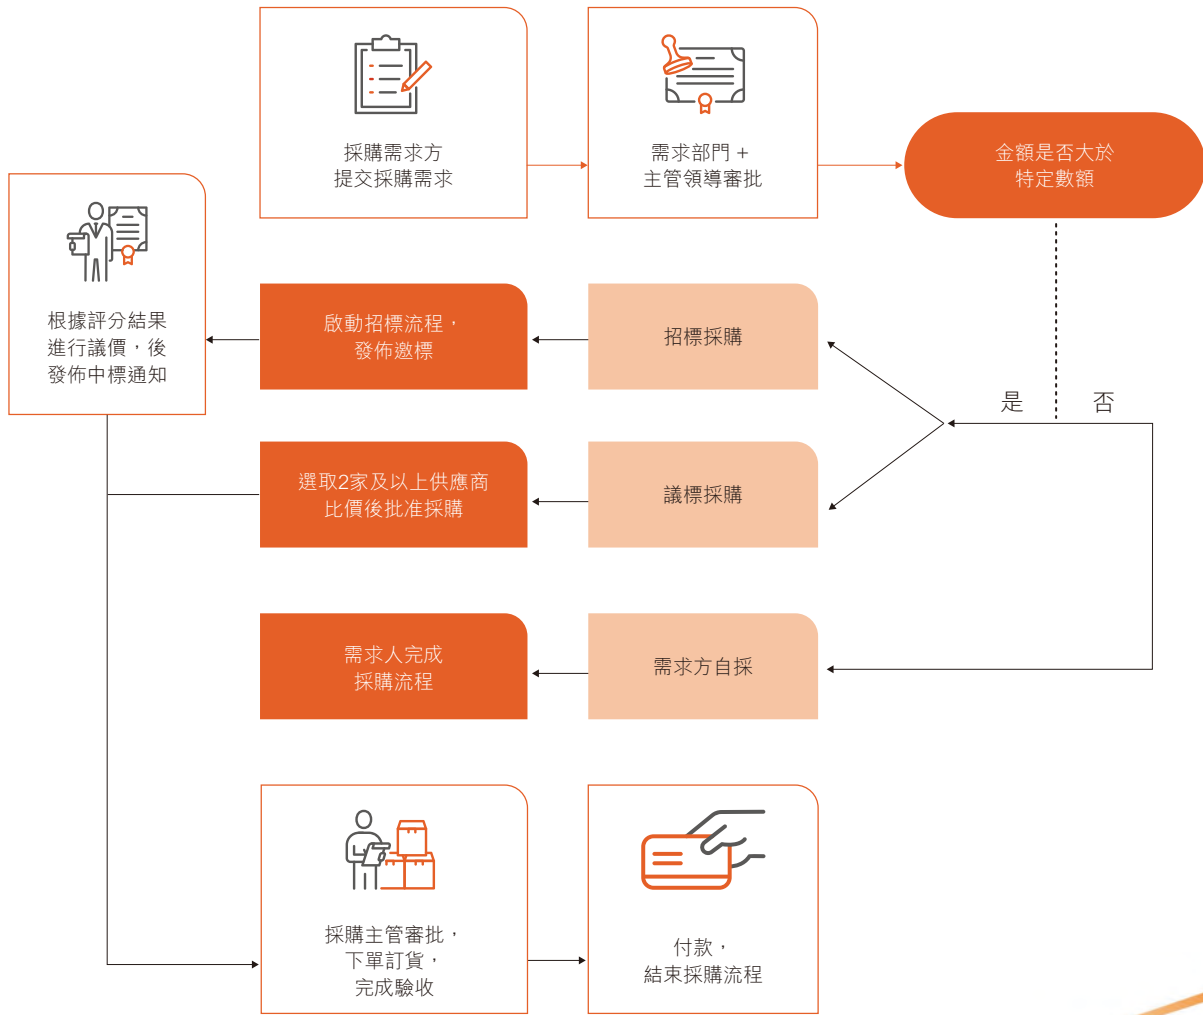 採購需求方
提交採購需求
需求部門 +
主管領導審批
金額是否大於
特定數額
根據評分結果
進行議價，後
發佈中標通知
啟動招標流程，
發佈邀標
招標採購
是
否
選取2家及以上供應商
比價後批准採購
議標採購
需求人完成
採購流程
需求方自採
採購主管審批，
下單訂貨，
完成驗收
付款，
結束採購流程